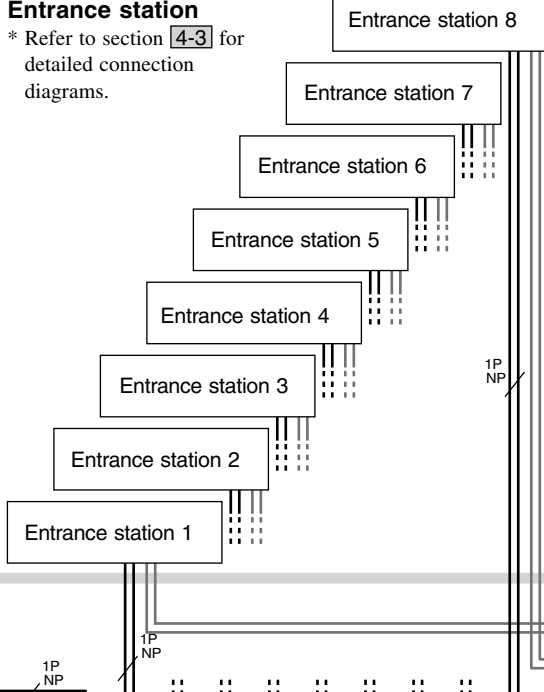 Entrance station
* Refer to section 4-3 for
detailed connection
diagrams.
Entrance station 8
Entrance station 7
Entrance station 6
Entrance station 5
Entrance station 4
1P
NP
Entrance station 3
Entrance station 2
Entrance station 1
1P
NP
1P
NP